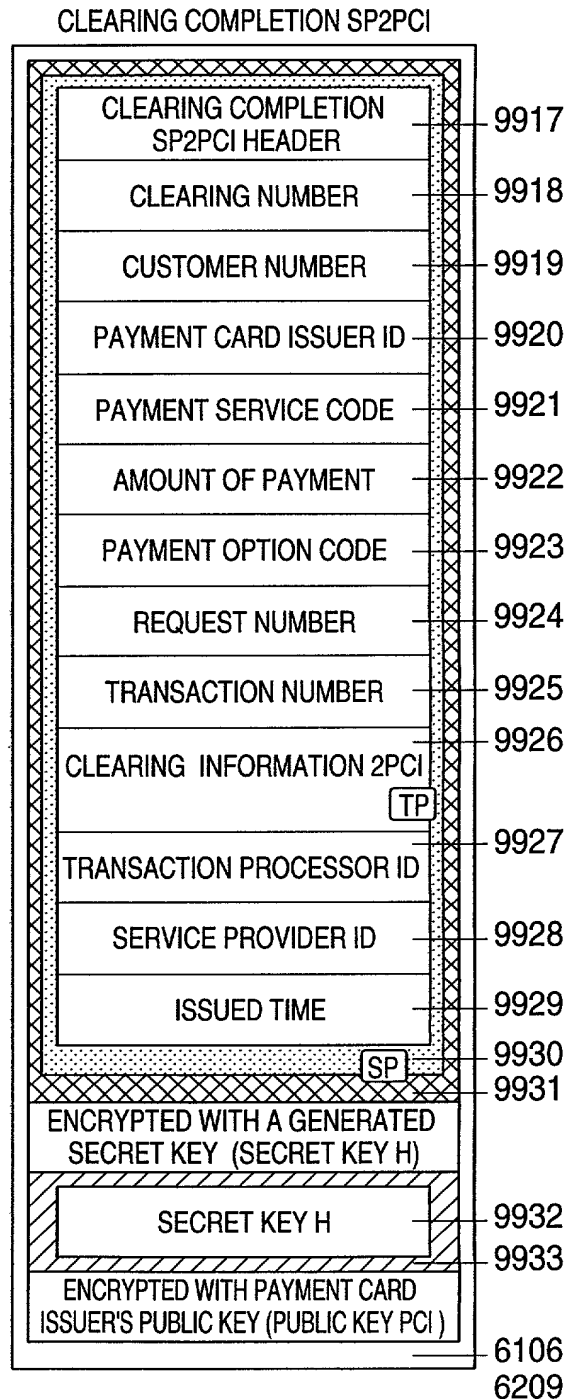 CLEARING COMPLETION SP2PCI
CLEARING COMPLETION
SP2PCI HEADER
9917
CLEARING NUMBER
9918
CUSTOMER NUMBER
9919
PAYMENT CARD ISSUER ID
9920
PAYMENT SERVICE CODE
9921
AMOUNT OF PAYMENT
9922
PAYMENT OPTION CODE
9923
REQUEST NUMBER
9924
TRANSACTION NUMBER
9925
9926
CLEARING INFORMATION 2PCI
TP
9927
TRANSACTION PROCESSOR ID
SERVICE PROVIDER ID
9928
ISSUED TIME
9929
9930
SP
9931
ENCRYPTED WITH A GENERATED
SECRET KEY (SECRET KEY H)
SECRET KEY H
9932
9933
ENCRYPTED WITH PAYMENT CARD
ISSUER'S PUBLIC KEY (PUBLIC KEY PCI )
6106
6209